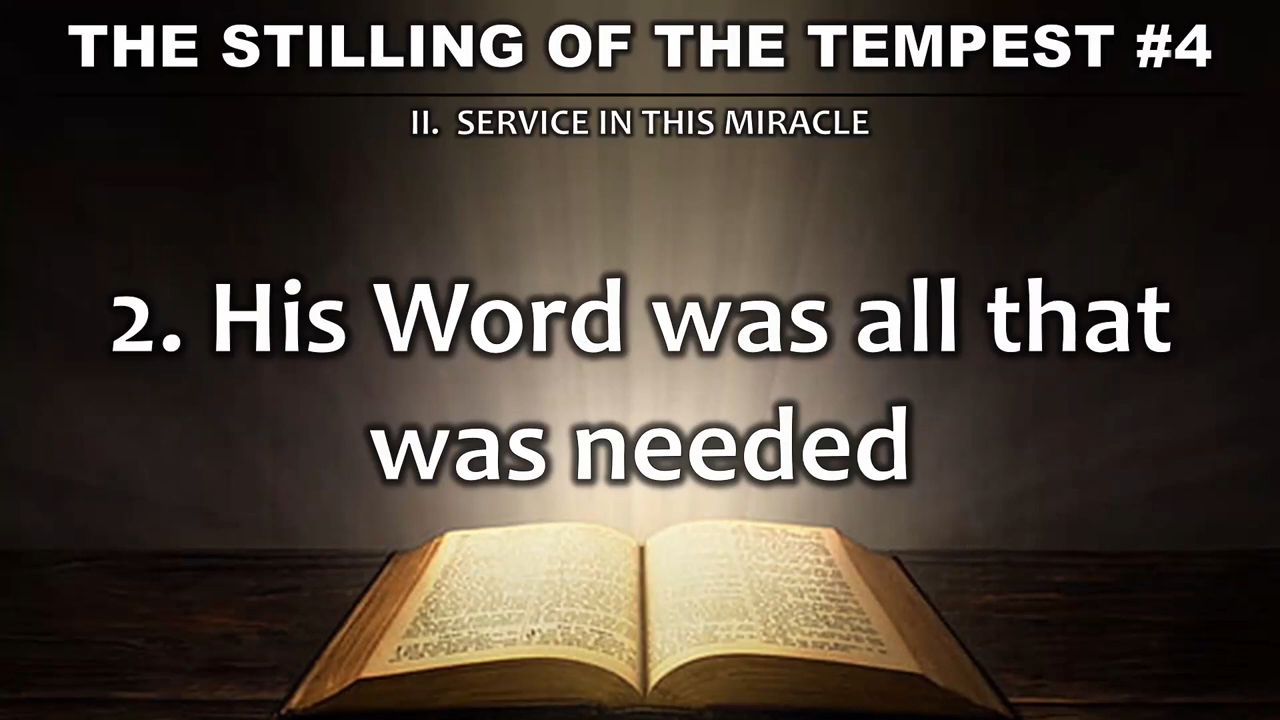 THE STILLING OF THE TEMPEST #4
II. SERVICE IN THIS MIRACLE
2. His Word was all that
was needed